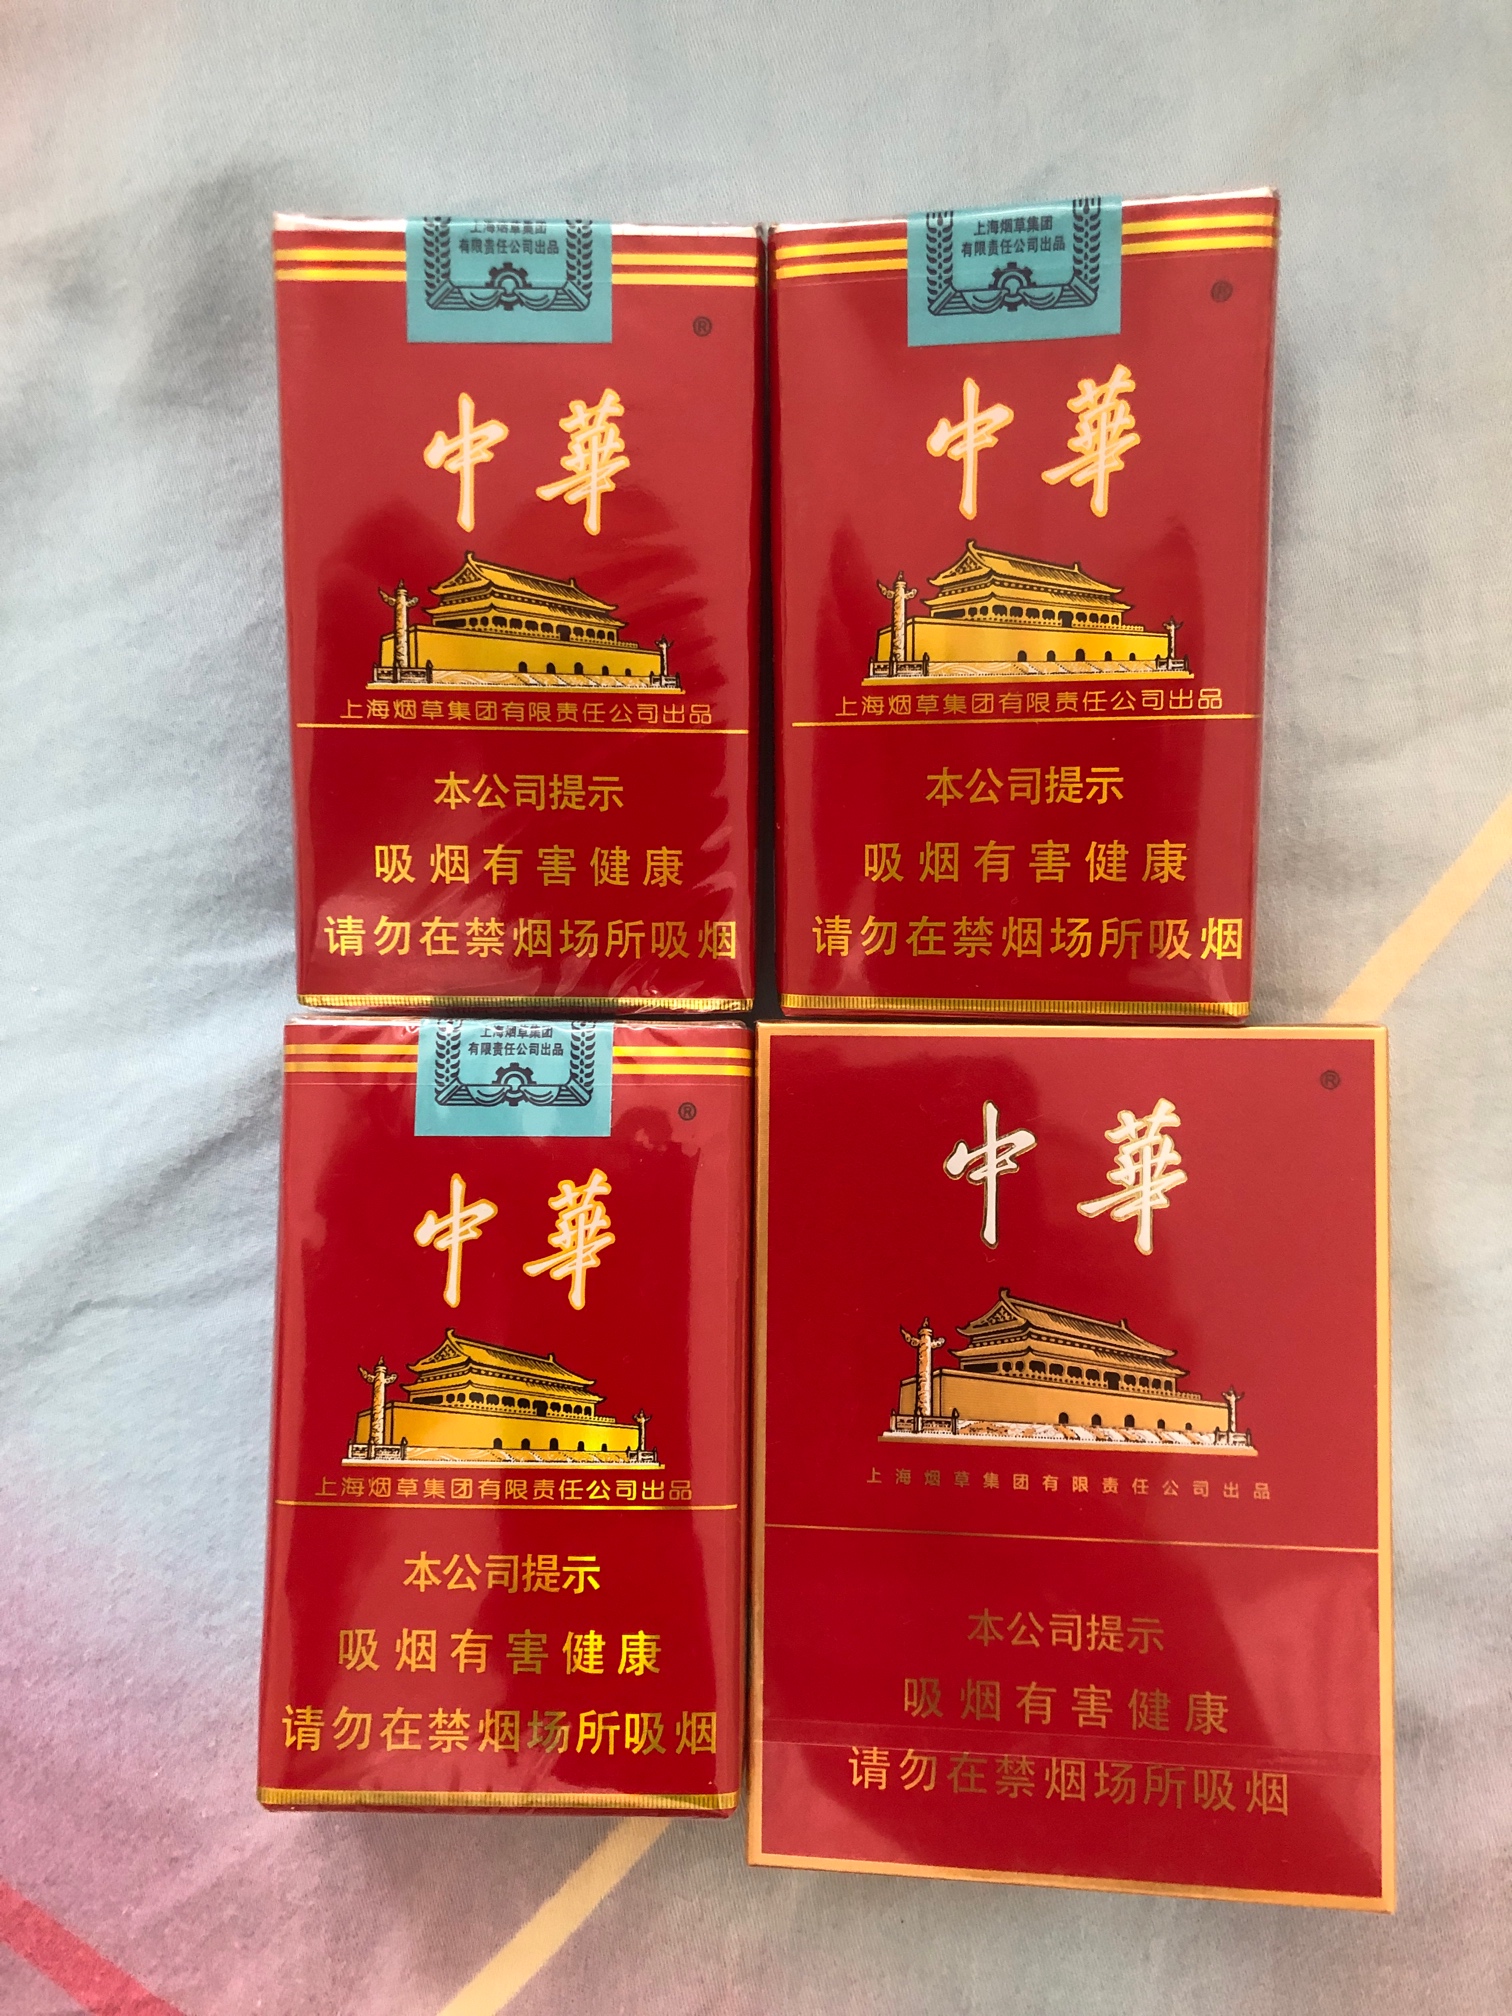 上海烟草集团
有限责任公司出品
®
中華
上海烟草集团有限责任公司出品
本公司提示
吸烟有害健康
请勿在禁烟场所吸烟
上海烟草集团
有限责任公司出品
®
中華
上海烟草集团有限责任公司出品
本公司提示
吸烟有害健康
请勿在禁烟场所吸烟
上海烟草集团
有限责任公司出品
®
中華
上海烟草集团有限责任公司出品
本公司提示
吸烟有害健康
请勿在禁烟场所吸烟
®
中華
上海烟草集团有限责任公司出品
本公司提示
吸烟有害健康
请勿在禁烟场所吸烟